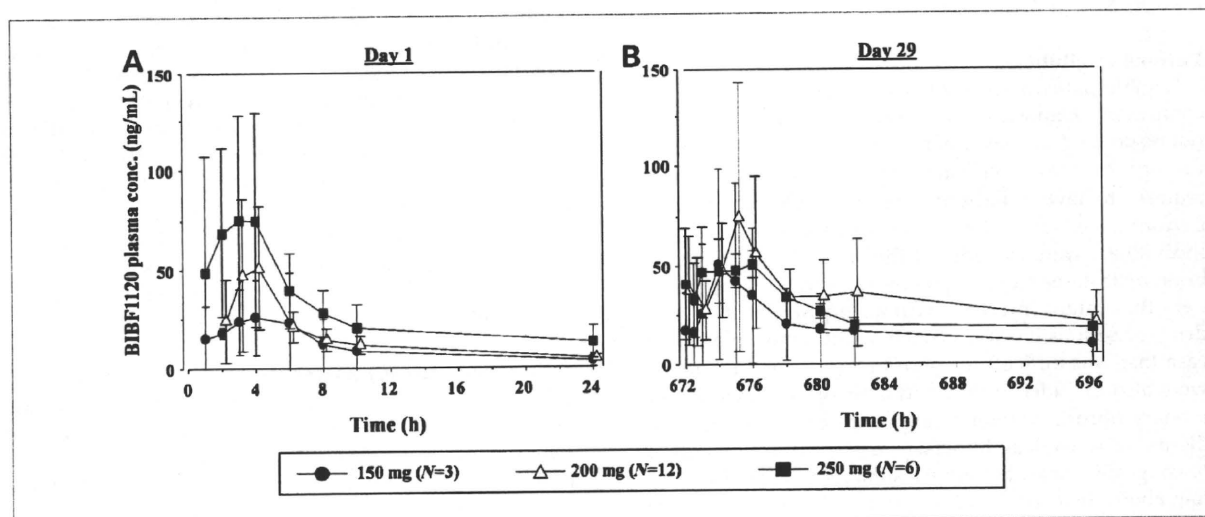 A
Day 1
BIBF1120 plasma conc. (ng/mL)
150
100
50
0
0 4 8 12 16 20 24
Time (h)
B
Day 29
150
100
50
0
672 676 680 684 688 692 696
Time (h)
150 mg (N=3) 200 mg (N=12) 250 mg (N=6)